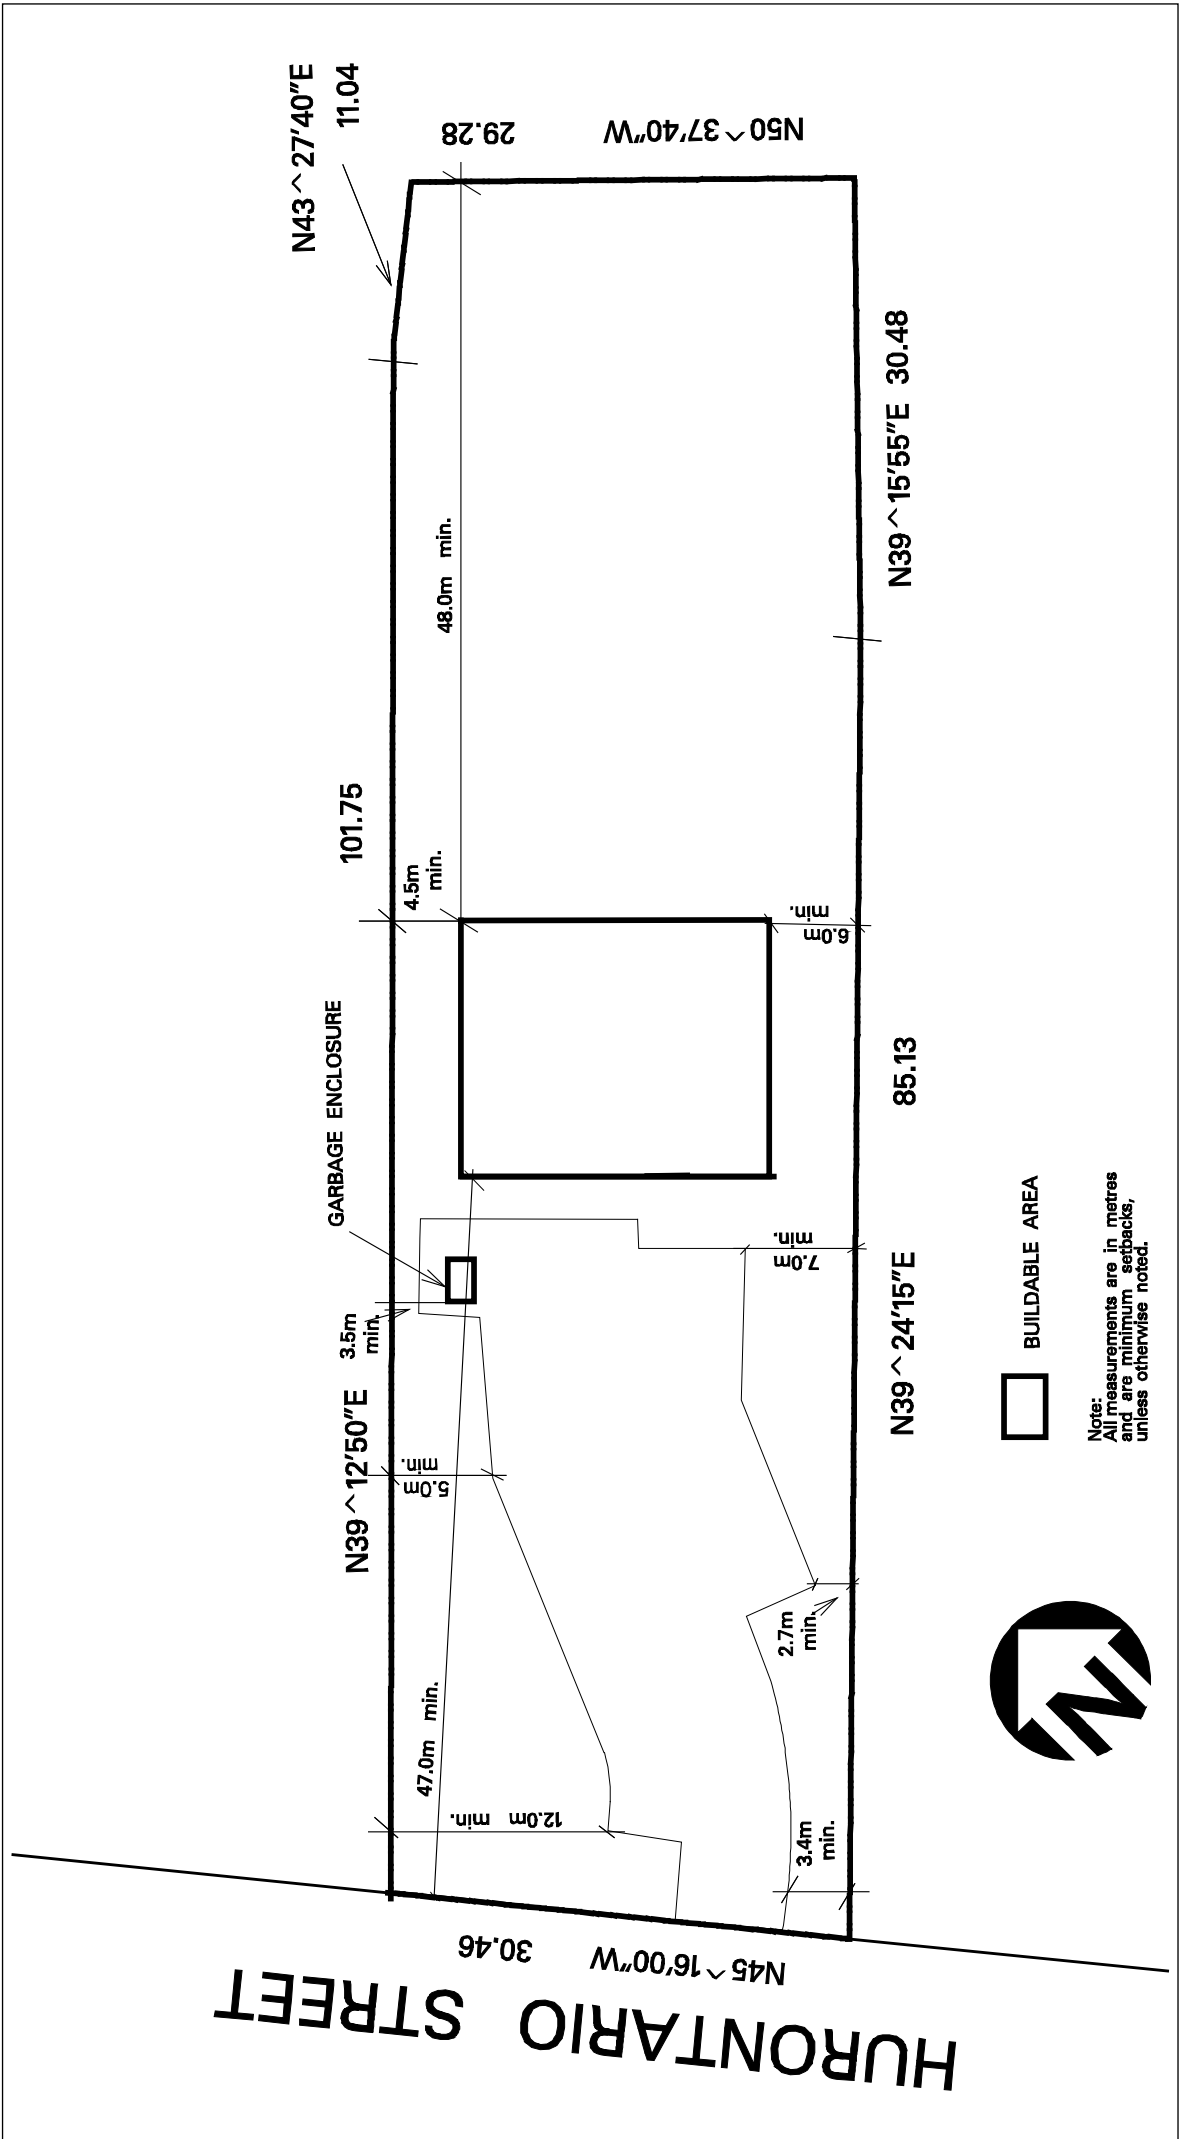 N43^27'40"E
11.04
29.28
N50^37'40"W
N39^15'55"E 30.48
48.0m min.
101.75
4.5m
min.
6.0m
min.
GARBAGE ENCLOSURE
85.13
3.5m
min.
7.0m
min.
N39^12'50"E
N39^24'15"E
5.0m
min.
2.7m
min.
47.0m min.
12.0m min.
3.4m
min.
30.46
N45^16'00"W
HURONTARIO STREET
BUILDABLE AREA
Note:
All measurements are in metres
and are minimum setbacks,
unless otherwise noted.
N